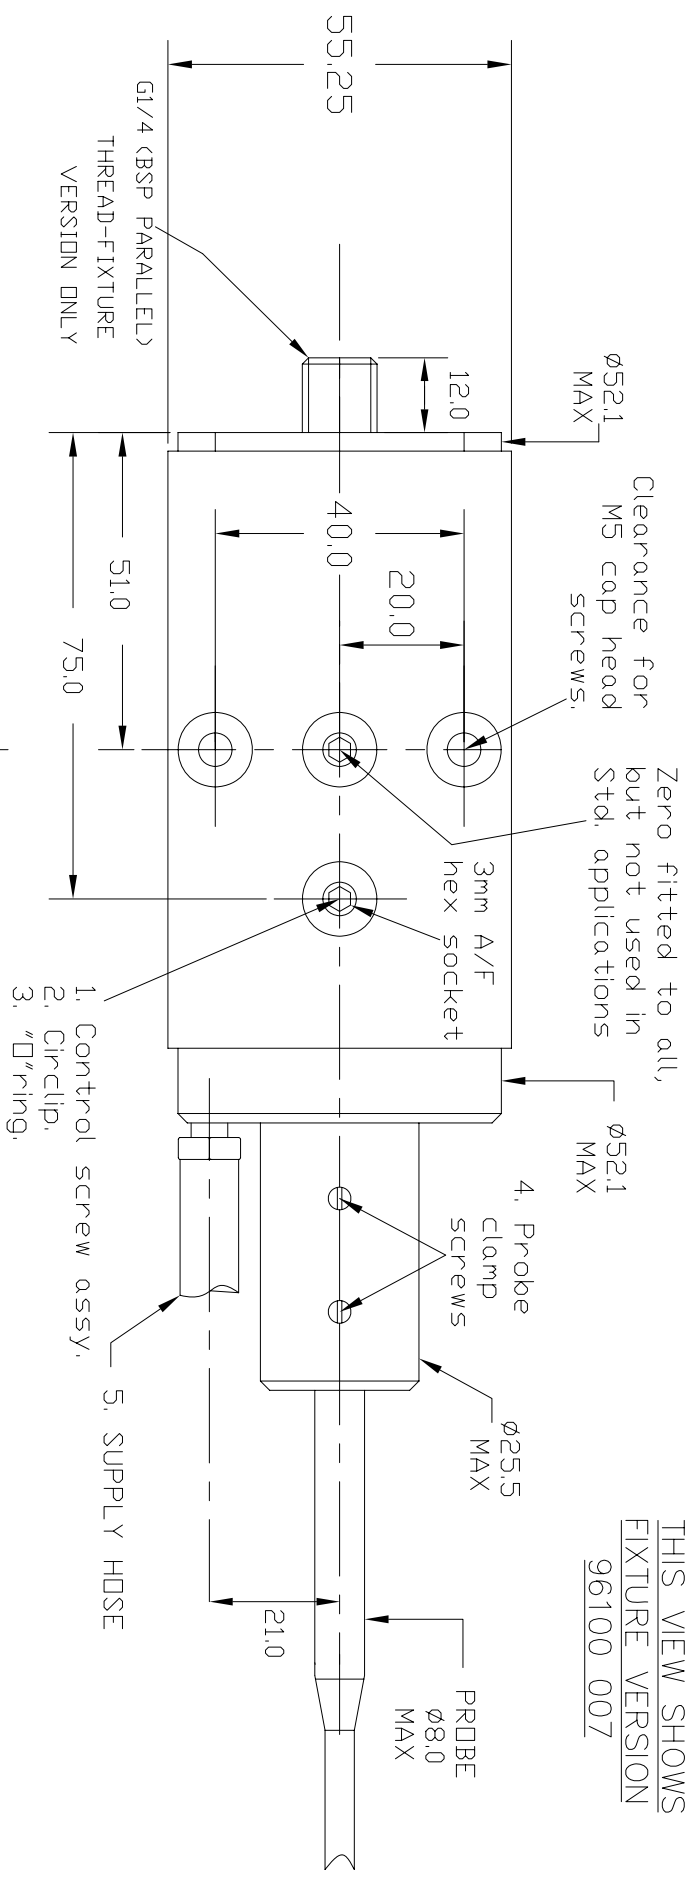 THIS VIEW SHOWS
FIXTURE VERSION
96100 007
Zero fitted to all,
but not used in
Std. applications
Clearance for
M5 cap head
screws.
Ø52.1
MAX
Ø52.1
MAX
4. Probe
clamp
screws
Ø25.5
MAX
3mm A/F
hex socket
PROBE
Ø8.0
MAX
12.0
20.0
40.0
55.25
21.0
G1/4 (BSP PARALLEL)
THREAD-FIXTURE
VERSION ONLY
51.0
75.0
5. SUPPLY HOSE
1. Control screw assy.
2. Circlip.
3. "O"ring.